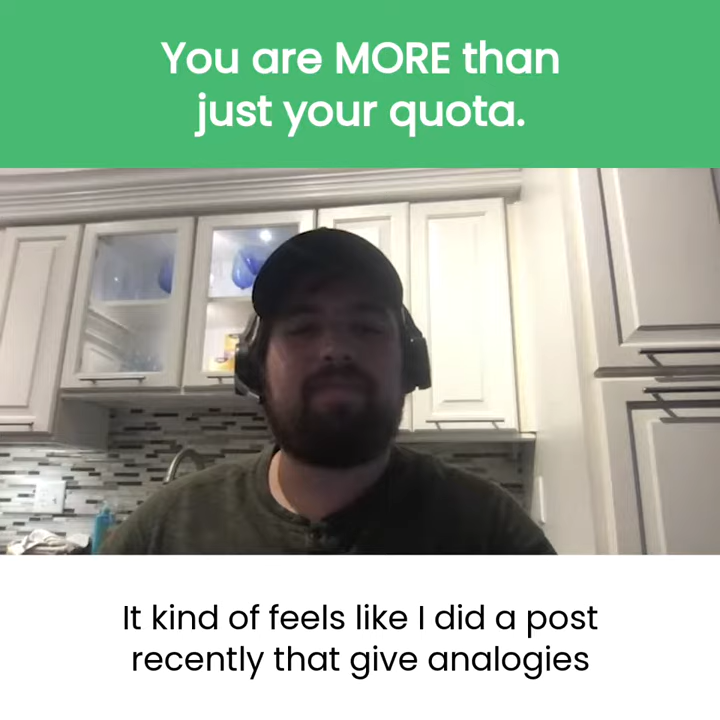 You are MORE than
just your quota.
It kind of feels like I did a post
recently that give analogies